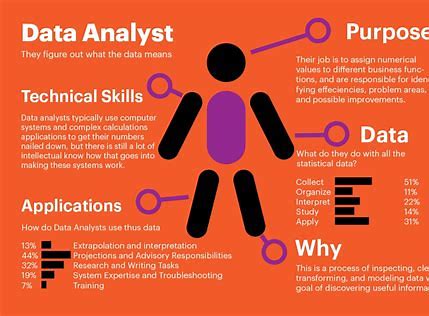 Data Analyst
They figure out what the data means
Technical Skills
Data analysts typically use computer
systems and complex calculations
applications to get their numbers
nailed down, but there is still a lot of
intellectual know how that goes into
making these systems work.
Applications
How do Data Analysts use thus data
13% Extrapolation and interpretation
44% Projections and Advisory Responsibilities
32% Research and Writing Tasks
19% System Expertise and Troubleshooting
7% Training
Purpose
Their job is to assign numerical
values to different business func-
tions, and are responsible for iden
fying effeciencies, problem areas,
and possible improvements.
Data
What do they do with all the
statistical data?
Collect 51%
Organize 11%
Interpret 22%
Study 14%
Apply 31%
Why
This is a process of inspecting, cle
transforming, and modeling data w
goal of discovering useful informa